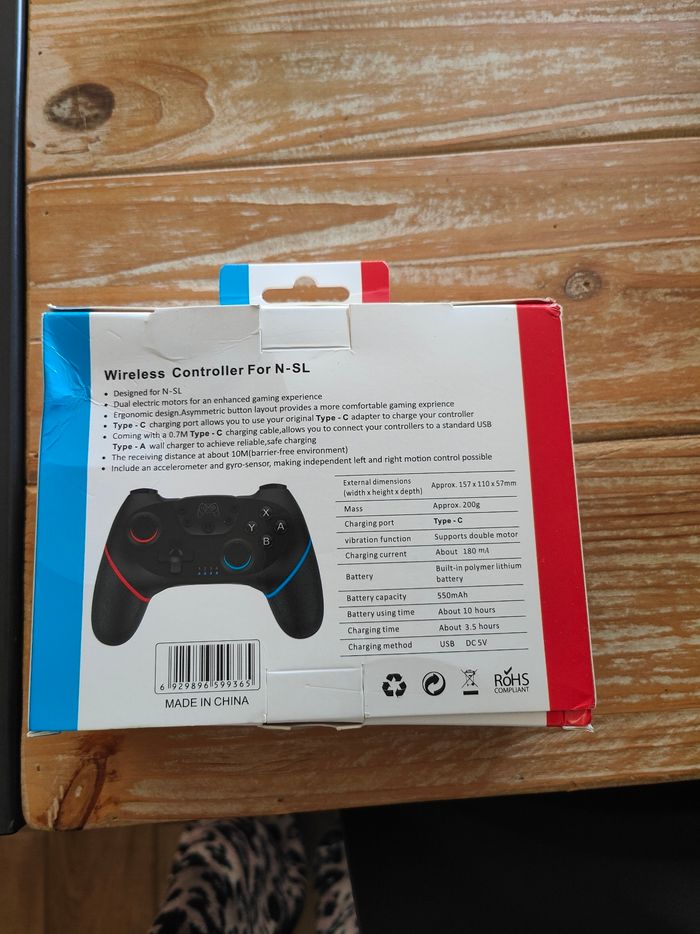 Wireless Controller For N-SL
• Designed for N-SL
• Dual electric motors for an enhanced gaming experience
• Ergonomic design.Asymmetric button layout provides a more comfortable gaming exprience
• Type - C charging port allows you to use your original Type - C adapter to charge your controller
• Coming with a 0.7M Type - C charging cable,allows you to connect your controllers to a standard USB
Type - A wall charger to achieve reliable,safe charging
• The receiving distance at about 10M(barrier-free environment)
• Include an accelerometer and gyro-sensor, making independent left and right motion control possible
External dimensions
(width x height x depth) Approx. 157 x 110 x 57mm
Mass Approx. 200g
Charging port Type - C
vibration function Supports double motor
Charging current About 180 mA
Battery Built-in polymer lithium
battery
Battery capacity 550mAh
Battery using time About 10 hours
Charging time About 3.5 hours
Charging method USB DC 5V
X
Y A
B
6 929896 599365
MADE IN CHINA
RoHS
COMPLIANT